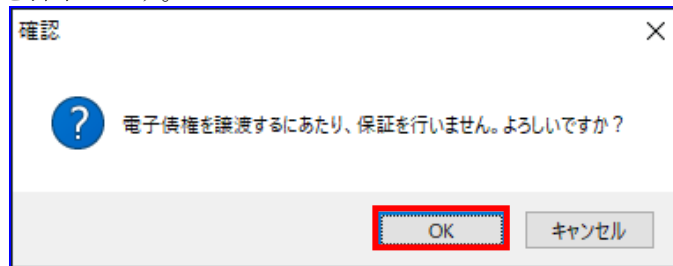 確認
電子債権を譲渡するにあたり、保証を行いません。よろしいですか？
OK キャンセル